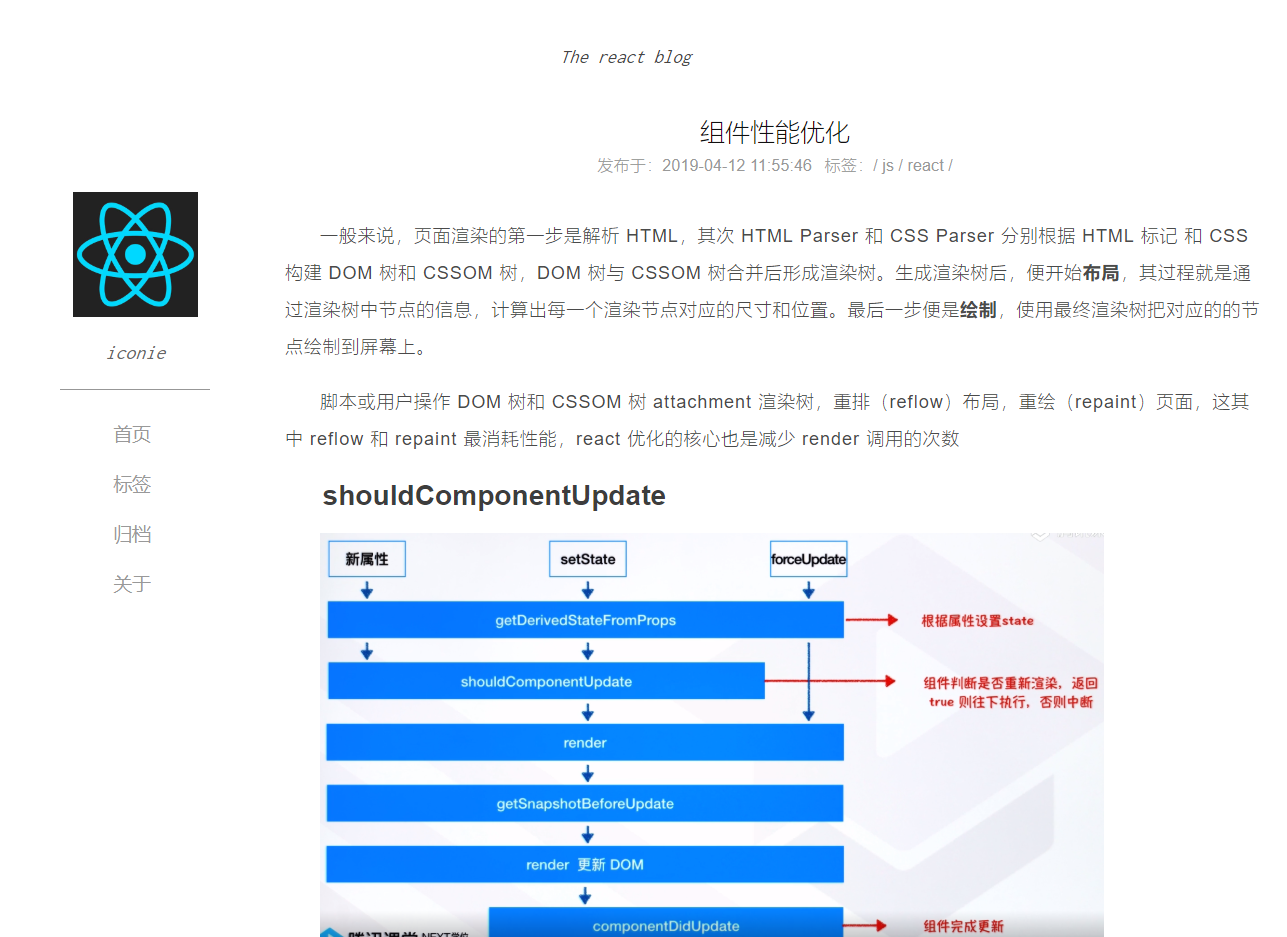 The react blog
组件性能优化
发布于：2019-04-12 11:55:46 标签：/ js / react /
iconie
首页
标签
归档
关于
一般来说，页面渲染的第一步是解析 HTML，其次 HTML Parser 和 CSS Parser 分别根据 HTML 标记 和 CSS
构建 DOM 树和 CSSOM 树，DOM 树与 CSSOM 树合并后形成渲染树。生成渲染树后，便开始布局，其过程就是通
过渲染树中节点的信息，计算出每一个渲染节点对应的尺寸和位置。最后一步便是绘制，使用最终渲染树把对应的的节
点绘制到屏幕上。
脚本或用户操作 DOM 树和 CSSOM 树 attachment 渲染树，重排（reflow）布局，重绘（repaint）页面，这其
中 reflow 和 repaint 最消耗性能，react 优化的核心也是减少 render 调用的次数
shouldComponentUpdate
新属性
setState
forceUpdate
getDerivedStateFromProps
根据属性设置state
shouldComponentUpdate
组件判断是否重新渲染，返回
true 则往下执行，否则中断
render
getSnapshotBeforeUpdate
render 更新 DOM
componentDidUpdate
组件完成更新
腾讯课堂 NEXT学位